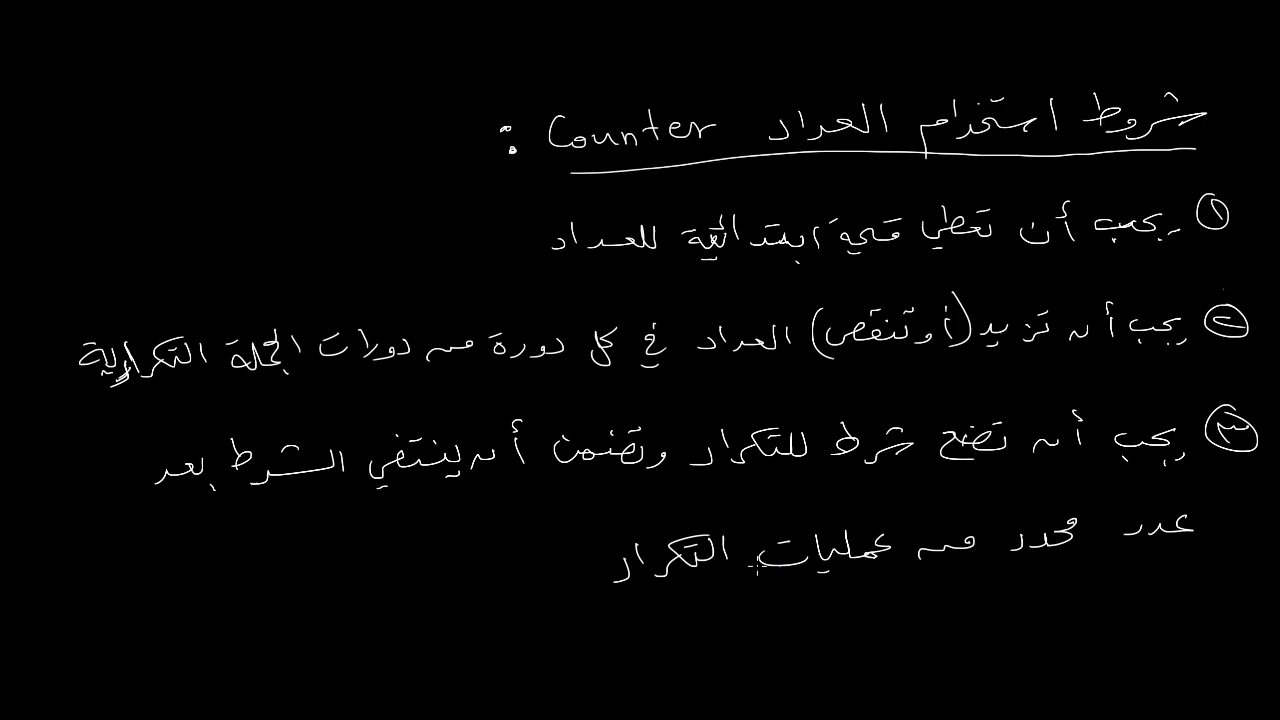 شروط استخدام العداد Counter :
① يجب أن تعطي قيمة ابتدائية للعداد
② يجب أن تزيد (أو تنقص) العداد في كل دورة من دورات الجملة التكرارية
③ يجب أن تضع شرط للتكرار وتضمن أن ينتفي الشرط بعد
عدد محدد من عمليات التكرار